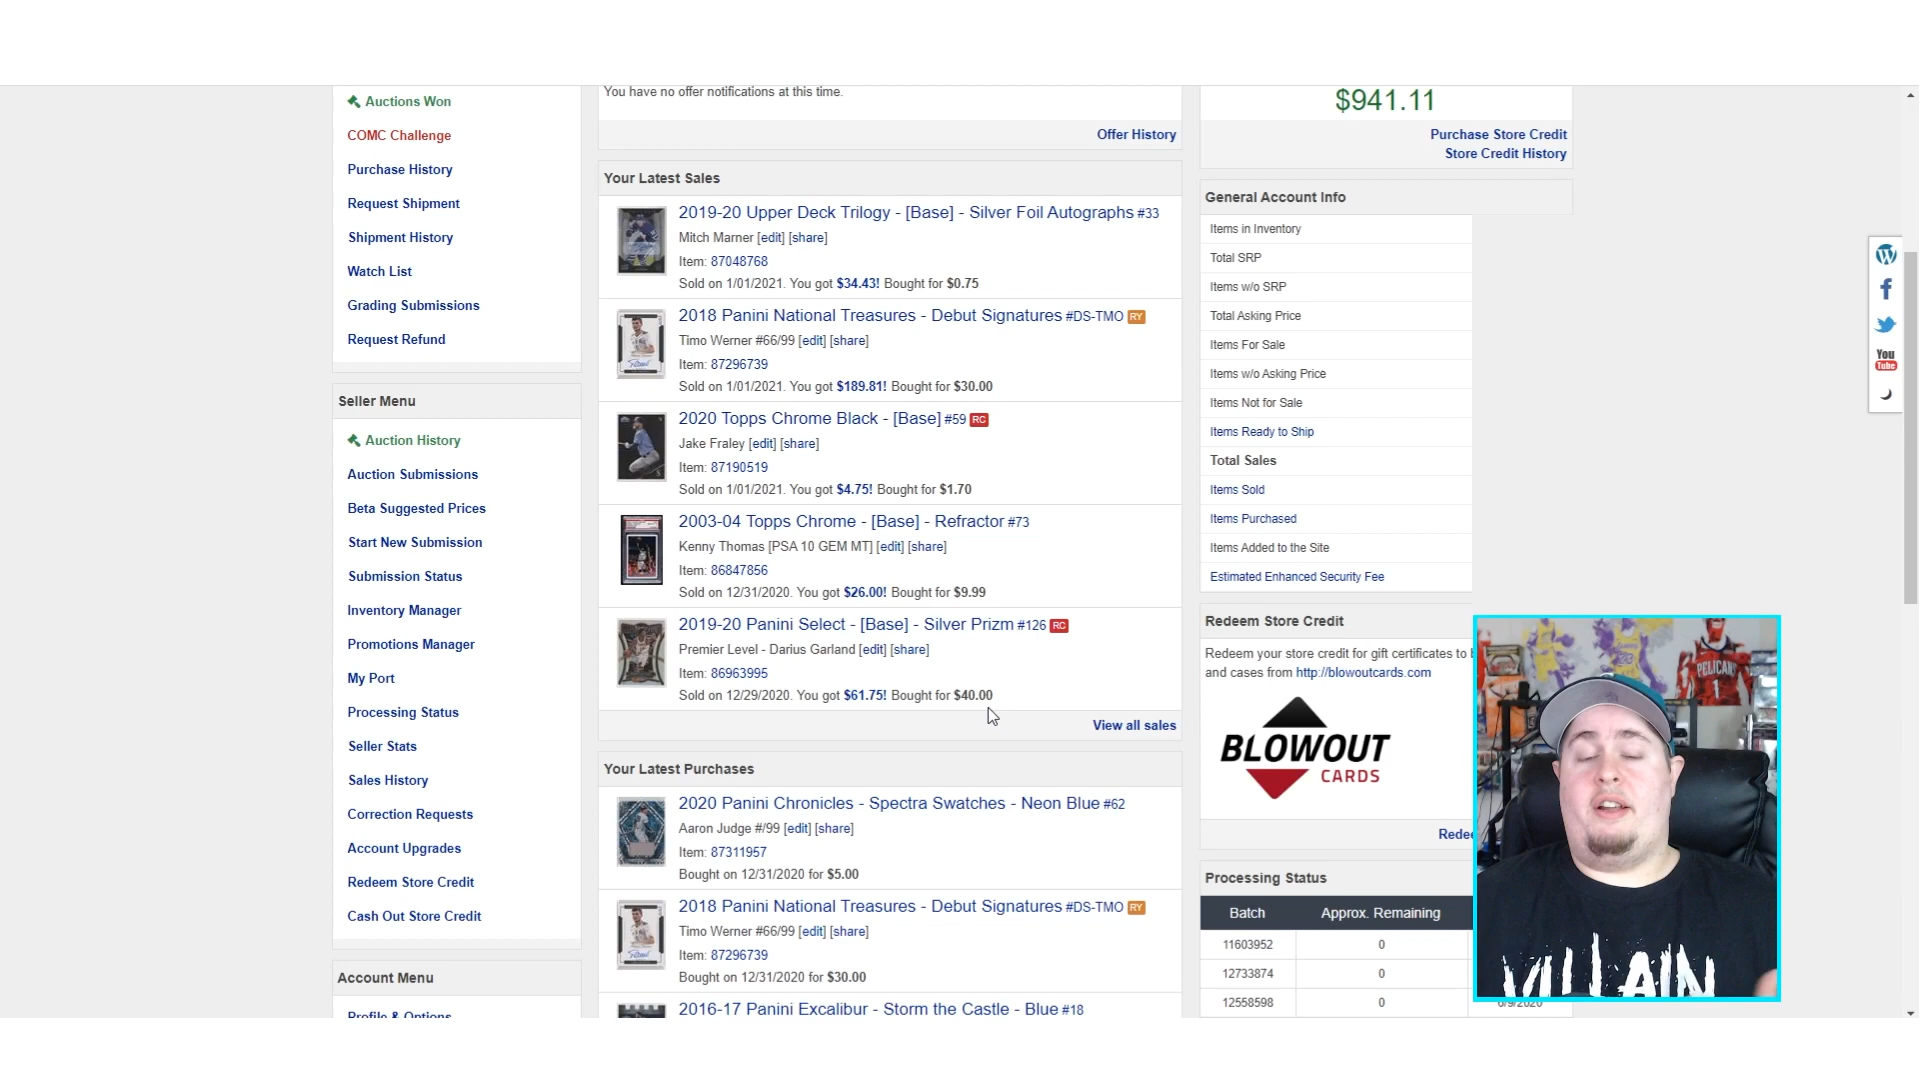 Auctions Won
COMC Challenge
Purchase History
Request Shipment
Shipment History
Watch List
Grading Submissions
Request Refund
Seller Menu
Auction History
Auction Submissions
Beta Suggested Prices
Start New Submission
Submission Status
Inventory Manager
Promotions Manager
My Port
Processing Status
Seller Stats
Sales History
Correction Requests
Account Upgrades
Redeem Store Credit
Cash Out Store Credit
Account Menu
Profile & Options
You have no offer notifications at this time.
Offer History
Your Latest Sales
2019-20 Upper Deck Trilogy - [Base] - Silver Foil Autographs #33
Mitch Marner [edit] [share]
Item: 87048768
Sold on 1/01/2021. You got $34.43! Bought for $0.75
2018 Panini National Treasures - Debut Signatures #DS-TMO RY
Timo Werner #66/99 [edit] [share]
Item: 87296739
Sold on 1/01/2021. You got $189.81! Bought for $30.00
2020 Topps Chrome Black - [Base] #59 RC
Jake Fraley [edit] [share]
Item: 87190519
Sold on 1/01/2021. You got $4.75! Bought for $1.70
2003-04 Topps Chrome - [Base] - Refractor #73
Kenny Thomas [PSA 10 GEM MT] [edit] [share]
Item: 86847856
Sold on 12/31/2020. You got $26.00! Bought for $9.99
2019-20 Panini Select - [Base] - Silver Prizm #126 RC
Premier Level - Darius Garland [edit] [share]
Item: 86963995
Sold on 12/29/2020. You got $61.75! Bought for $40.00
View all sales
Your Latest Purchases
2020 Panini Chronicles - Spectra Swatches - Neon Blue #62
Aaron Judge #/99 [edit] [share]
Item: 87311957
Bought on 12/31/2020 for $5.00
2018 Panini National Treasures - Debut Signatures #DS-TMO RY
Timo Werner #66/99 [edit] [share]
Item: 87296739
Bought on 12/31/2020 for $30.00
2016-17 Panini Excalibur - Storm the Castle - Blue #18
$941.11
Purchase Store Credit
Store Credit History
General Account Info
Items in Inventory
Total SRP
Items w/o SRP
Total Asking Price
Items For Sale
Items w/o Asking Price
Items Not for Sale
Items Ready to Ship
Total Sales
Items Sold
Items Purchased
Items Added to the Site
Estimated Enhanced Security Fee
Redeem Store Credit
Redeem your store credit for gift certificates to
and cases from http://blowoutcards.com
BLOWOUT
CARDS
Processing Status
Batch Approx. Remaining
11603952 0
12733874 0
12558598 0
You
Tube
PELICANS
1
VILLAIN